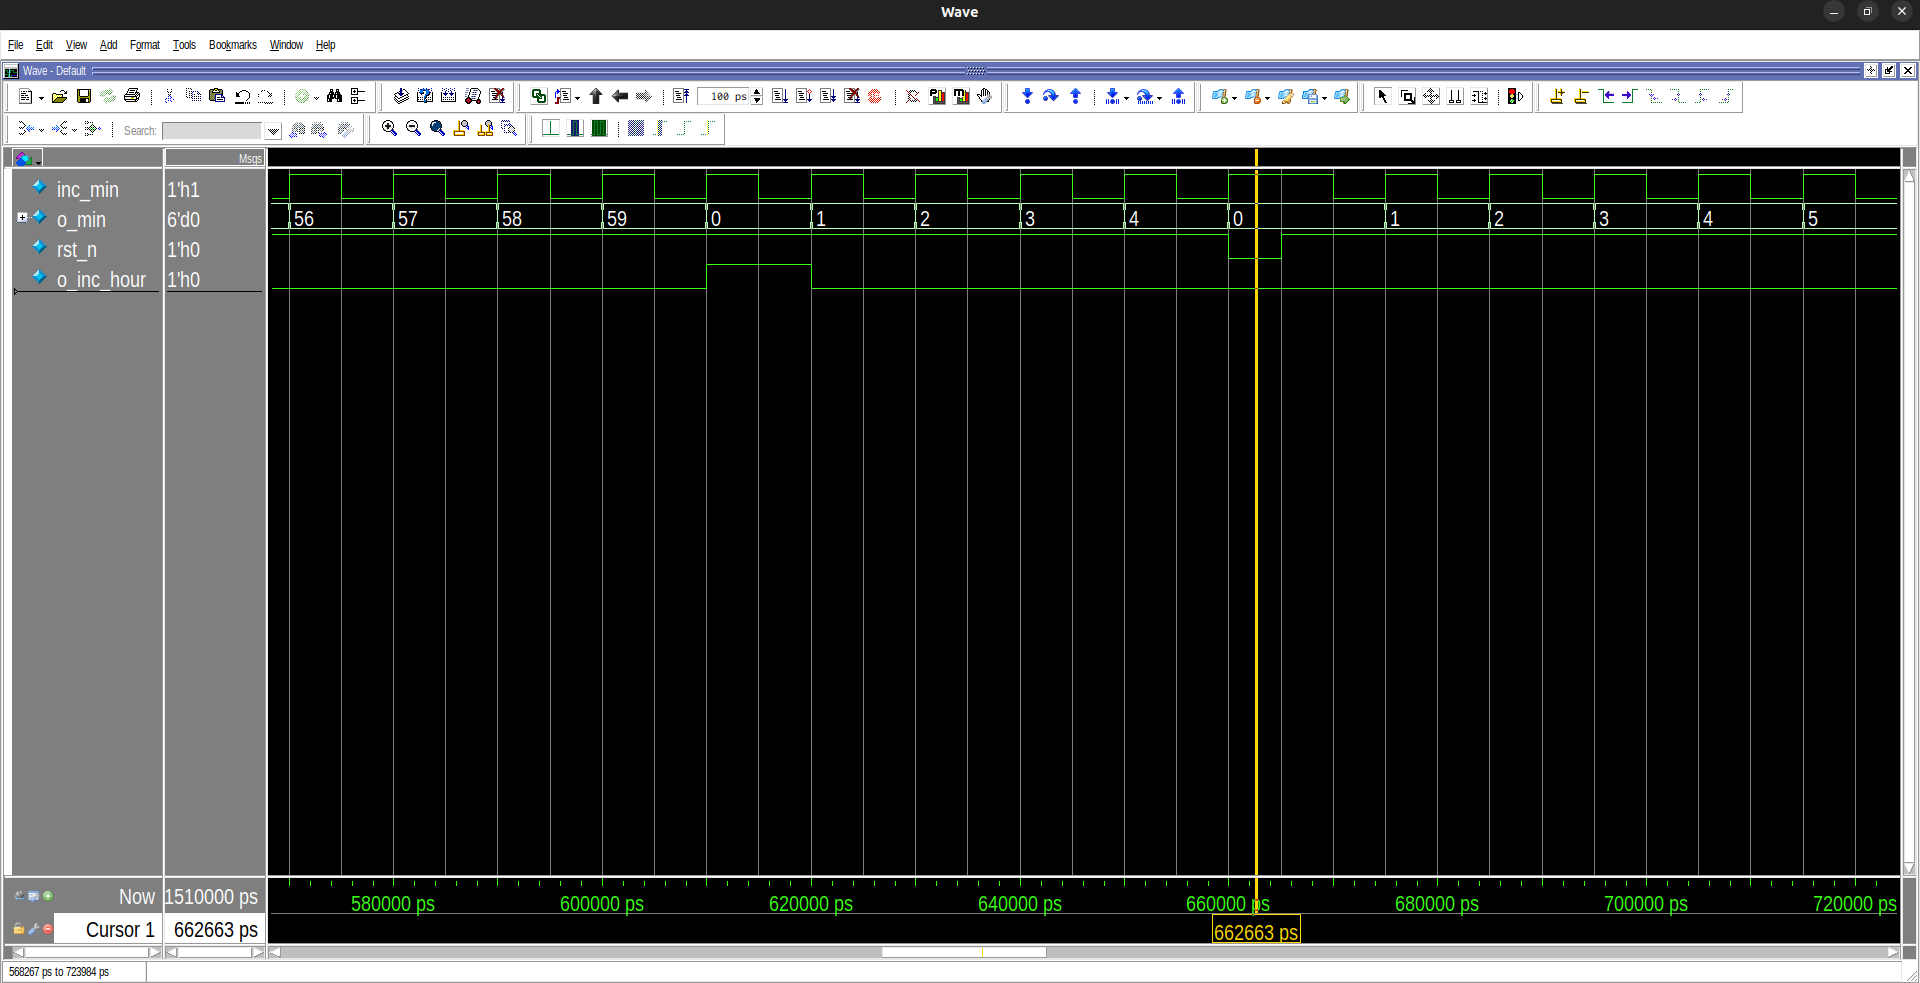 Wave
File Edit View Add Format Tools Bookmarks Window Help
Wave - Default
100 ps
Search:
Msgs
inc_min 1'h1
o_min 6'd0 56 57 58 59 0 1 2 3 4 0 1 2 3 4 5
rst_n 1'h0
o_inc_hour 1'h0
Now 1510000 ps 580000 ps 600000 ps 620000 ps 640000 ps 660000 ps 680000 ps 700000 ps 720000 ps
Cursor 1 662663 ps 662663 ps
568267 ps to 723984 ps